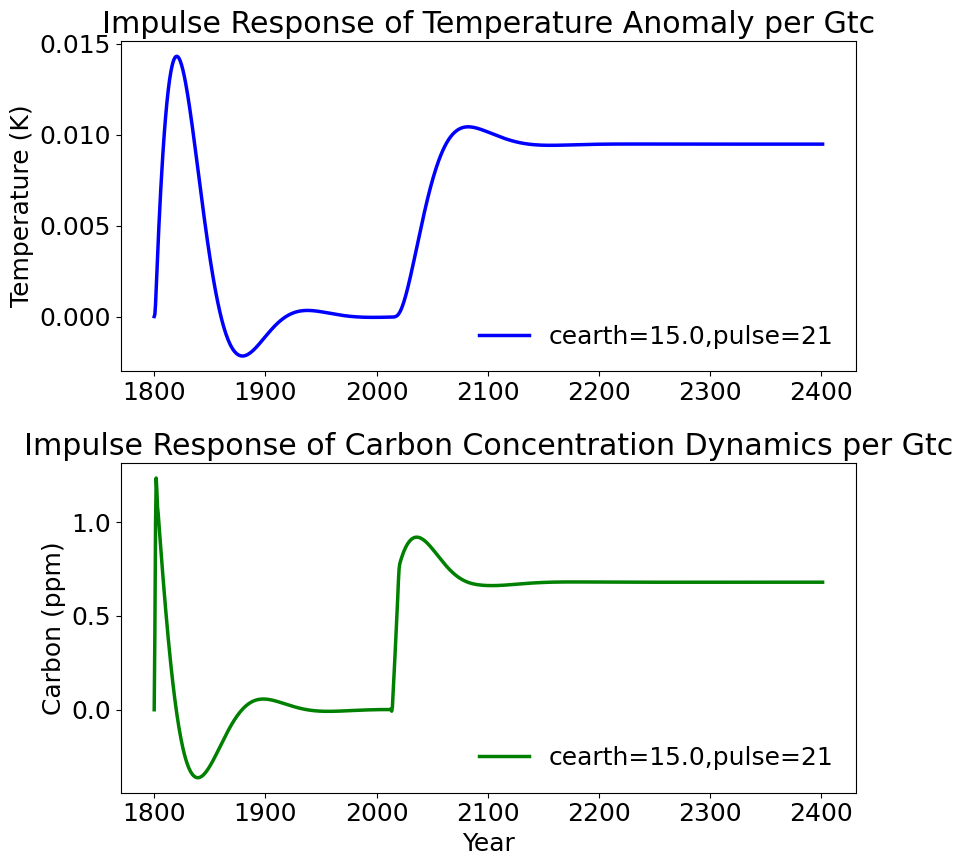 Impulse Response of Temperature Anomaly per Gtc
0.015
0.010
0.005
0.000
Temperature (K)
cearth=15.0,pulse=21
1800 1900 2000 2100 2200 2300 2400
Impulse Response of Carbon Concentration Dynamics per Gtc
1.0
0.5
0.0
Carbon (ppm)
cearth=15.0,pulse=21
1800 1900 2000 2100 2200 2300 2400
Year